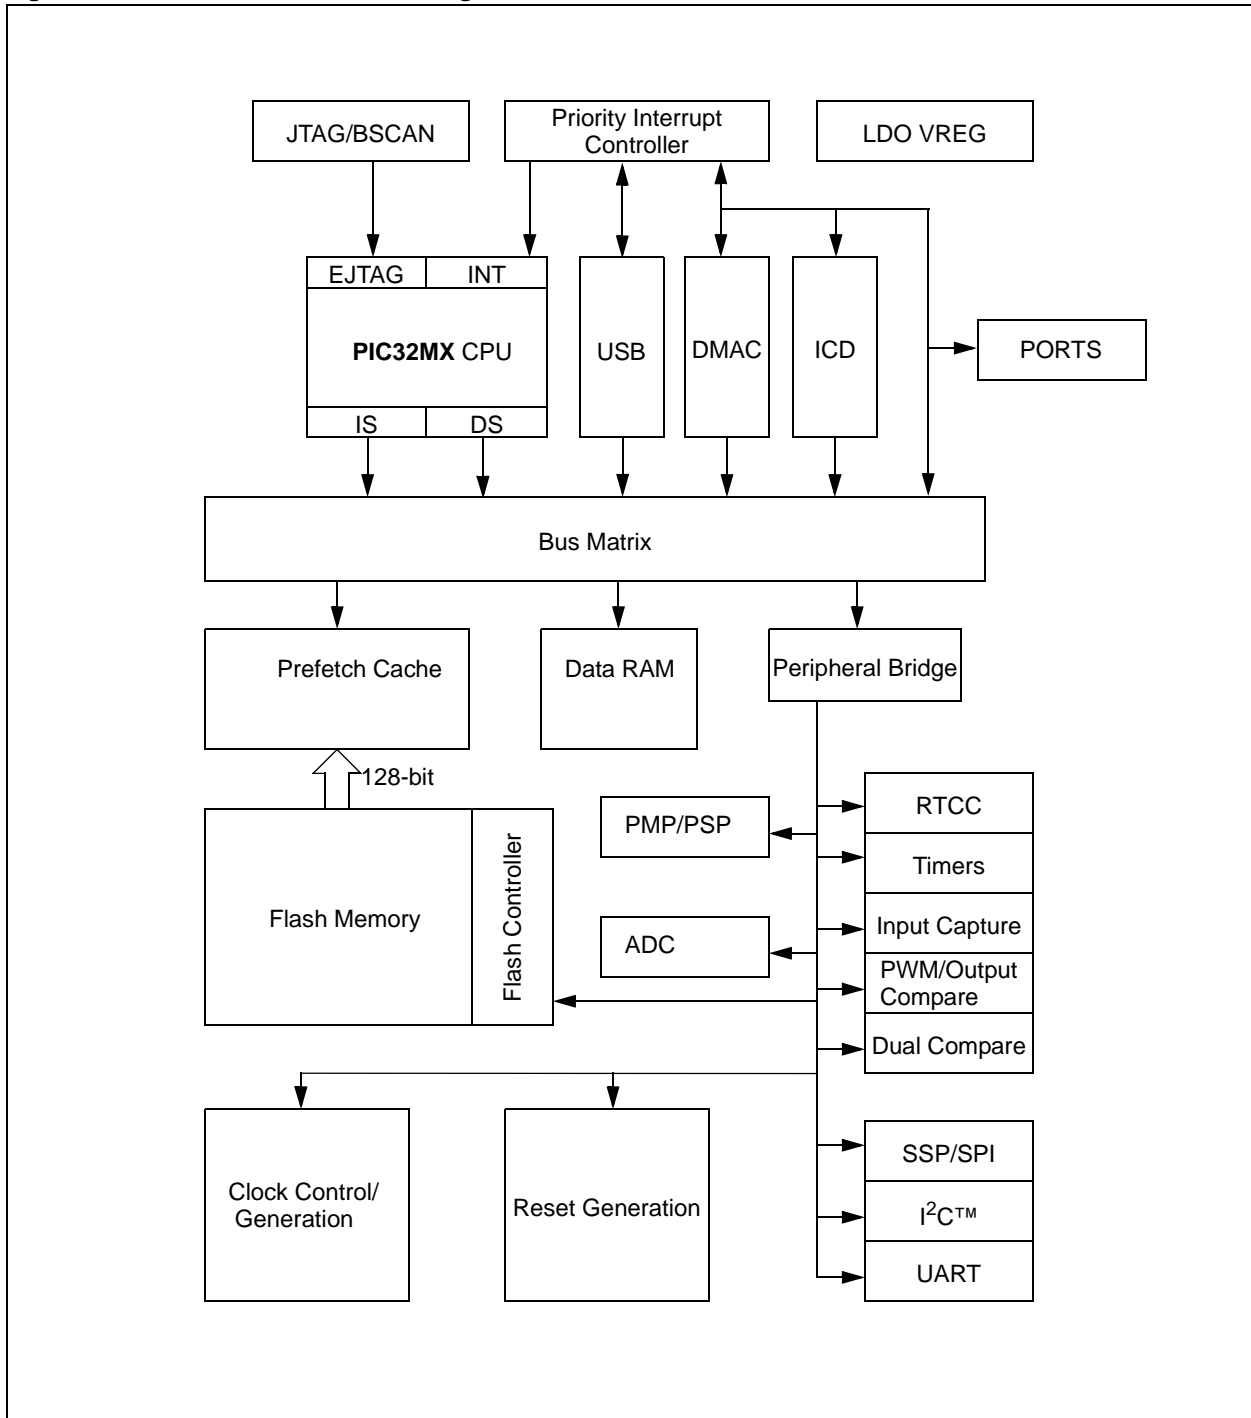 JTAG/BSCAN
Priority Interrupt
Controller
LDO VREG
EJTAG
INT
PIC32MX CPU
IS
DS
USB
DMAC
ICD
PORTS
Bus Matrix
Prefetch Cache
Data RAM
Peripheral Bridge
128-bit
Flash Memory
Flash Controller
PMP/PSP
ADC
RTCC
Timers
Input Capture
PWM/Output
Compare
Dual Compare
Clock Control/
Generation
Reset Generation
SSP/SPI
I²C™
UART